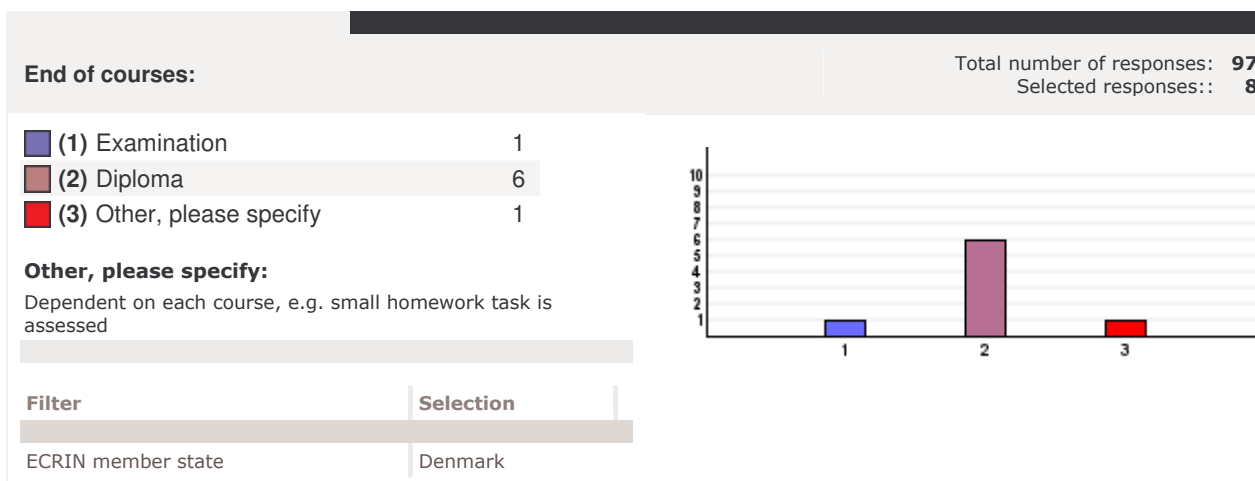 End of courses:
Total number of responses: 97
Selected responses:: 8
(1) Examination 1
(2) Diploma 6
(3) Other, please specify 1
Other, please specify:
Dependent on each course, e.g. small homework task is
assessed
10
9
8
7
6
5
4
3
2
1
1 2 3
Filter Selection
ECRIN member state Denmark